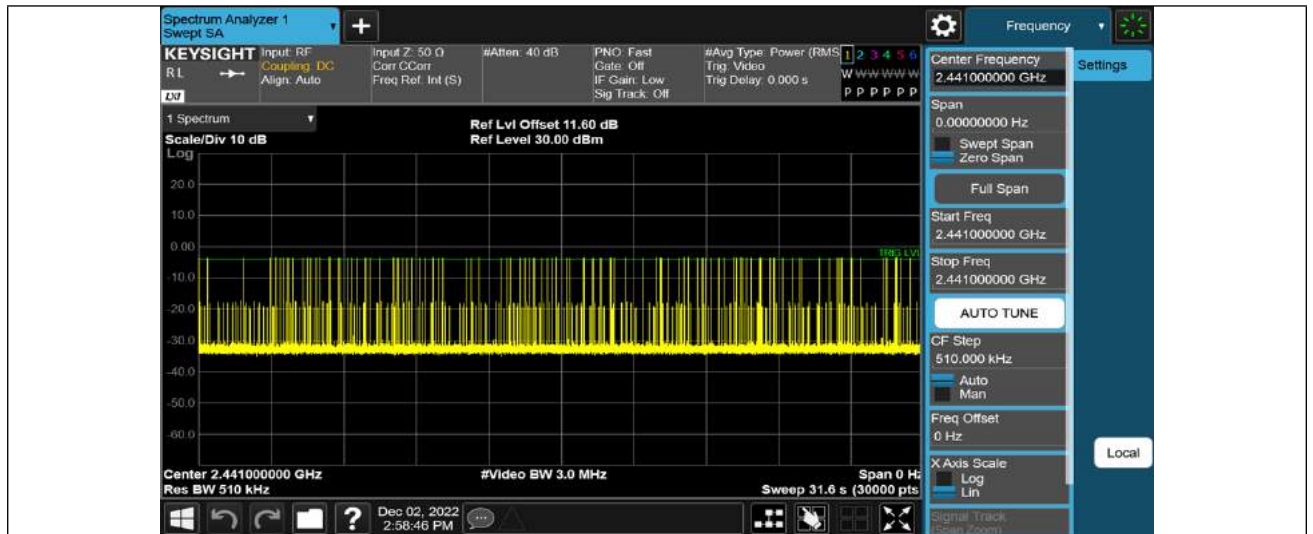 Spectrum Analyzer 1
Swept SA
Frequency
KEYSIGHT
RL
LXI
Input: RF
Coupling: DC
Align: Auto
Input Z: 50 Ω
Corr CCorr
Freq Ref: Int (S)
#Atten: 40 dB
PNO: Fast
Gate: Off
IF Gain: Low
Sig Track: Off
#Avg Type: Power (RMS
Trig: Video
Trig Delay: 0.000 s
1 2 3 4 5 6
W W W W W W
P P P P P P
1 Spectrum
Scale/Div 10 dB
Log
Ref Lvl Offset 11.60 dB
Ref Level 30.00 dBm
20.0
10.0
0.00
-10.0
-20.0
-30.0
-40.0
-50.0
-60.0
TRIG LVL
Center 2.441000000 GHz
Res BW 510 kHz
#Video BW 3.0 MHz
Span 0 Hz
Sweep 31.6 s (30000 pts
?
Dec 02, 2022
2:58:46 PM
Center Frequency
2.441000000 GHz
Span
0.00000000 Hz
Swept Span
Zero Span
Full Span
Start Freq
2.441000000 GHz
Stop Freq
2.441000000 GHz
AUTO TUNE
CF Step
510.000 kHz
Auto
Man
Freq Offset
0 Hz
X Axis Scale
Log
Lin
Signal Track
(Span Zoom)
Settings
Local